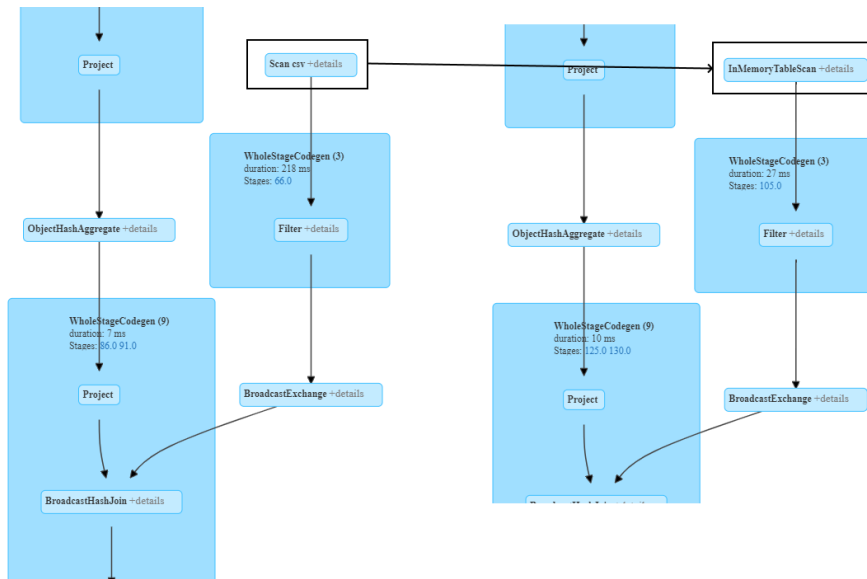 Project
Scan csv +details
WholeStageCodegen (3)
duration: 218 ms
Stages: 66.0
ObjectHashAggregate +details
Filter +details
WholeStageCodegen (9)
duration: 7 ms
Stages: 86.0 91.0
Project
BroadcastExchange +details
BroadcastHashJoin +details
Project
InMemoryTableScan +details
WholeStageCodegen (3)
duration: 27 ms
Stages: 105.0
ObjectHashAggregate +details
Filter +details
WholeStageCodegen (9)
duration: 10 ms
Stages: 125.0 130.0
Project
BroadcastExchange +details
BroadcastHashJoin +details